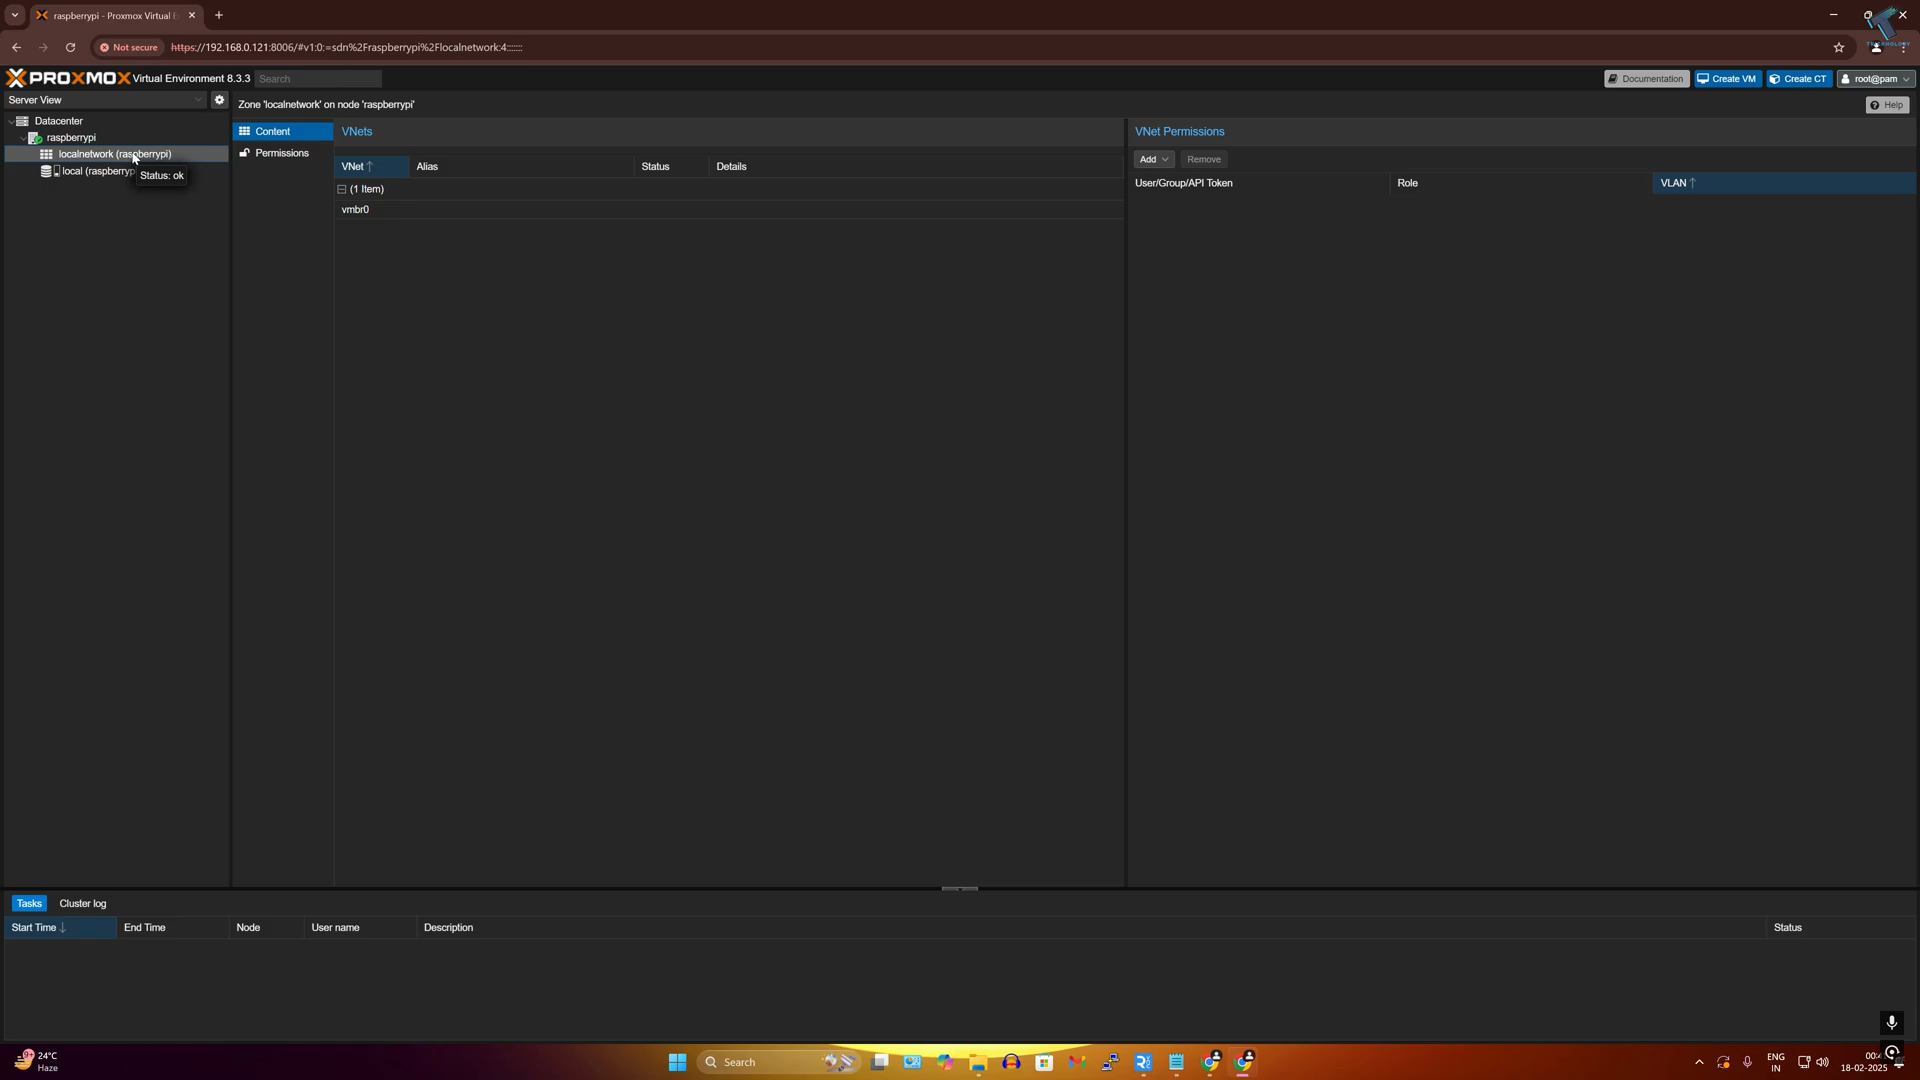 raspberrypi - Proxmox Virtual E
Not secure
https://192.168.0.121:8006/#v1:0:=sdn%2Fraspberrypi%2Flocalnetwork:4:::::::
PROXMOX Virtual Environment 8.3.3
Search
Documentation
Create VM
Create CT
root@pam
Server View
Zone 'localnetwork' on node 'raspberrypi'
Help
Datacenter
raspberrypi
localnetwork (raspberrypi)
local (raspberryp
Status: ok
Content
Permissions
VNets
VNet
Alias
Status
Details
(1 Item)
vmbr0
VNet Permissions
Add
Remove
User/Group/API Token
Role
VLAN
Tasks
Cluster log
Start Time
End Time
Node
User name
Description
Status
24°C
Haze
Search
ENG
IN
18-02-2025